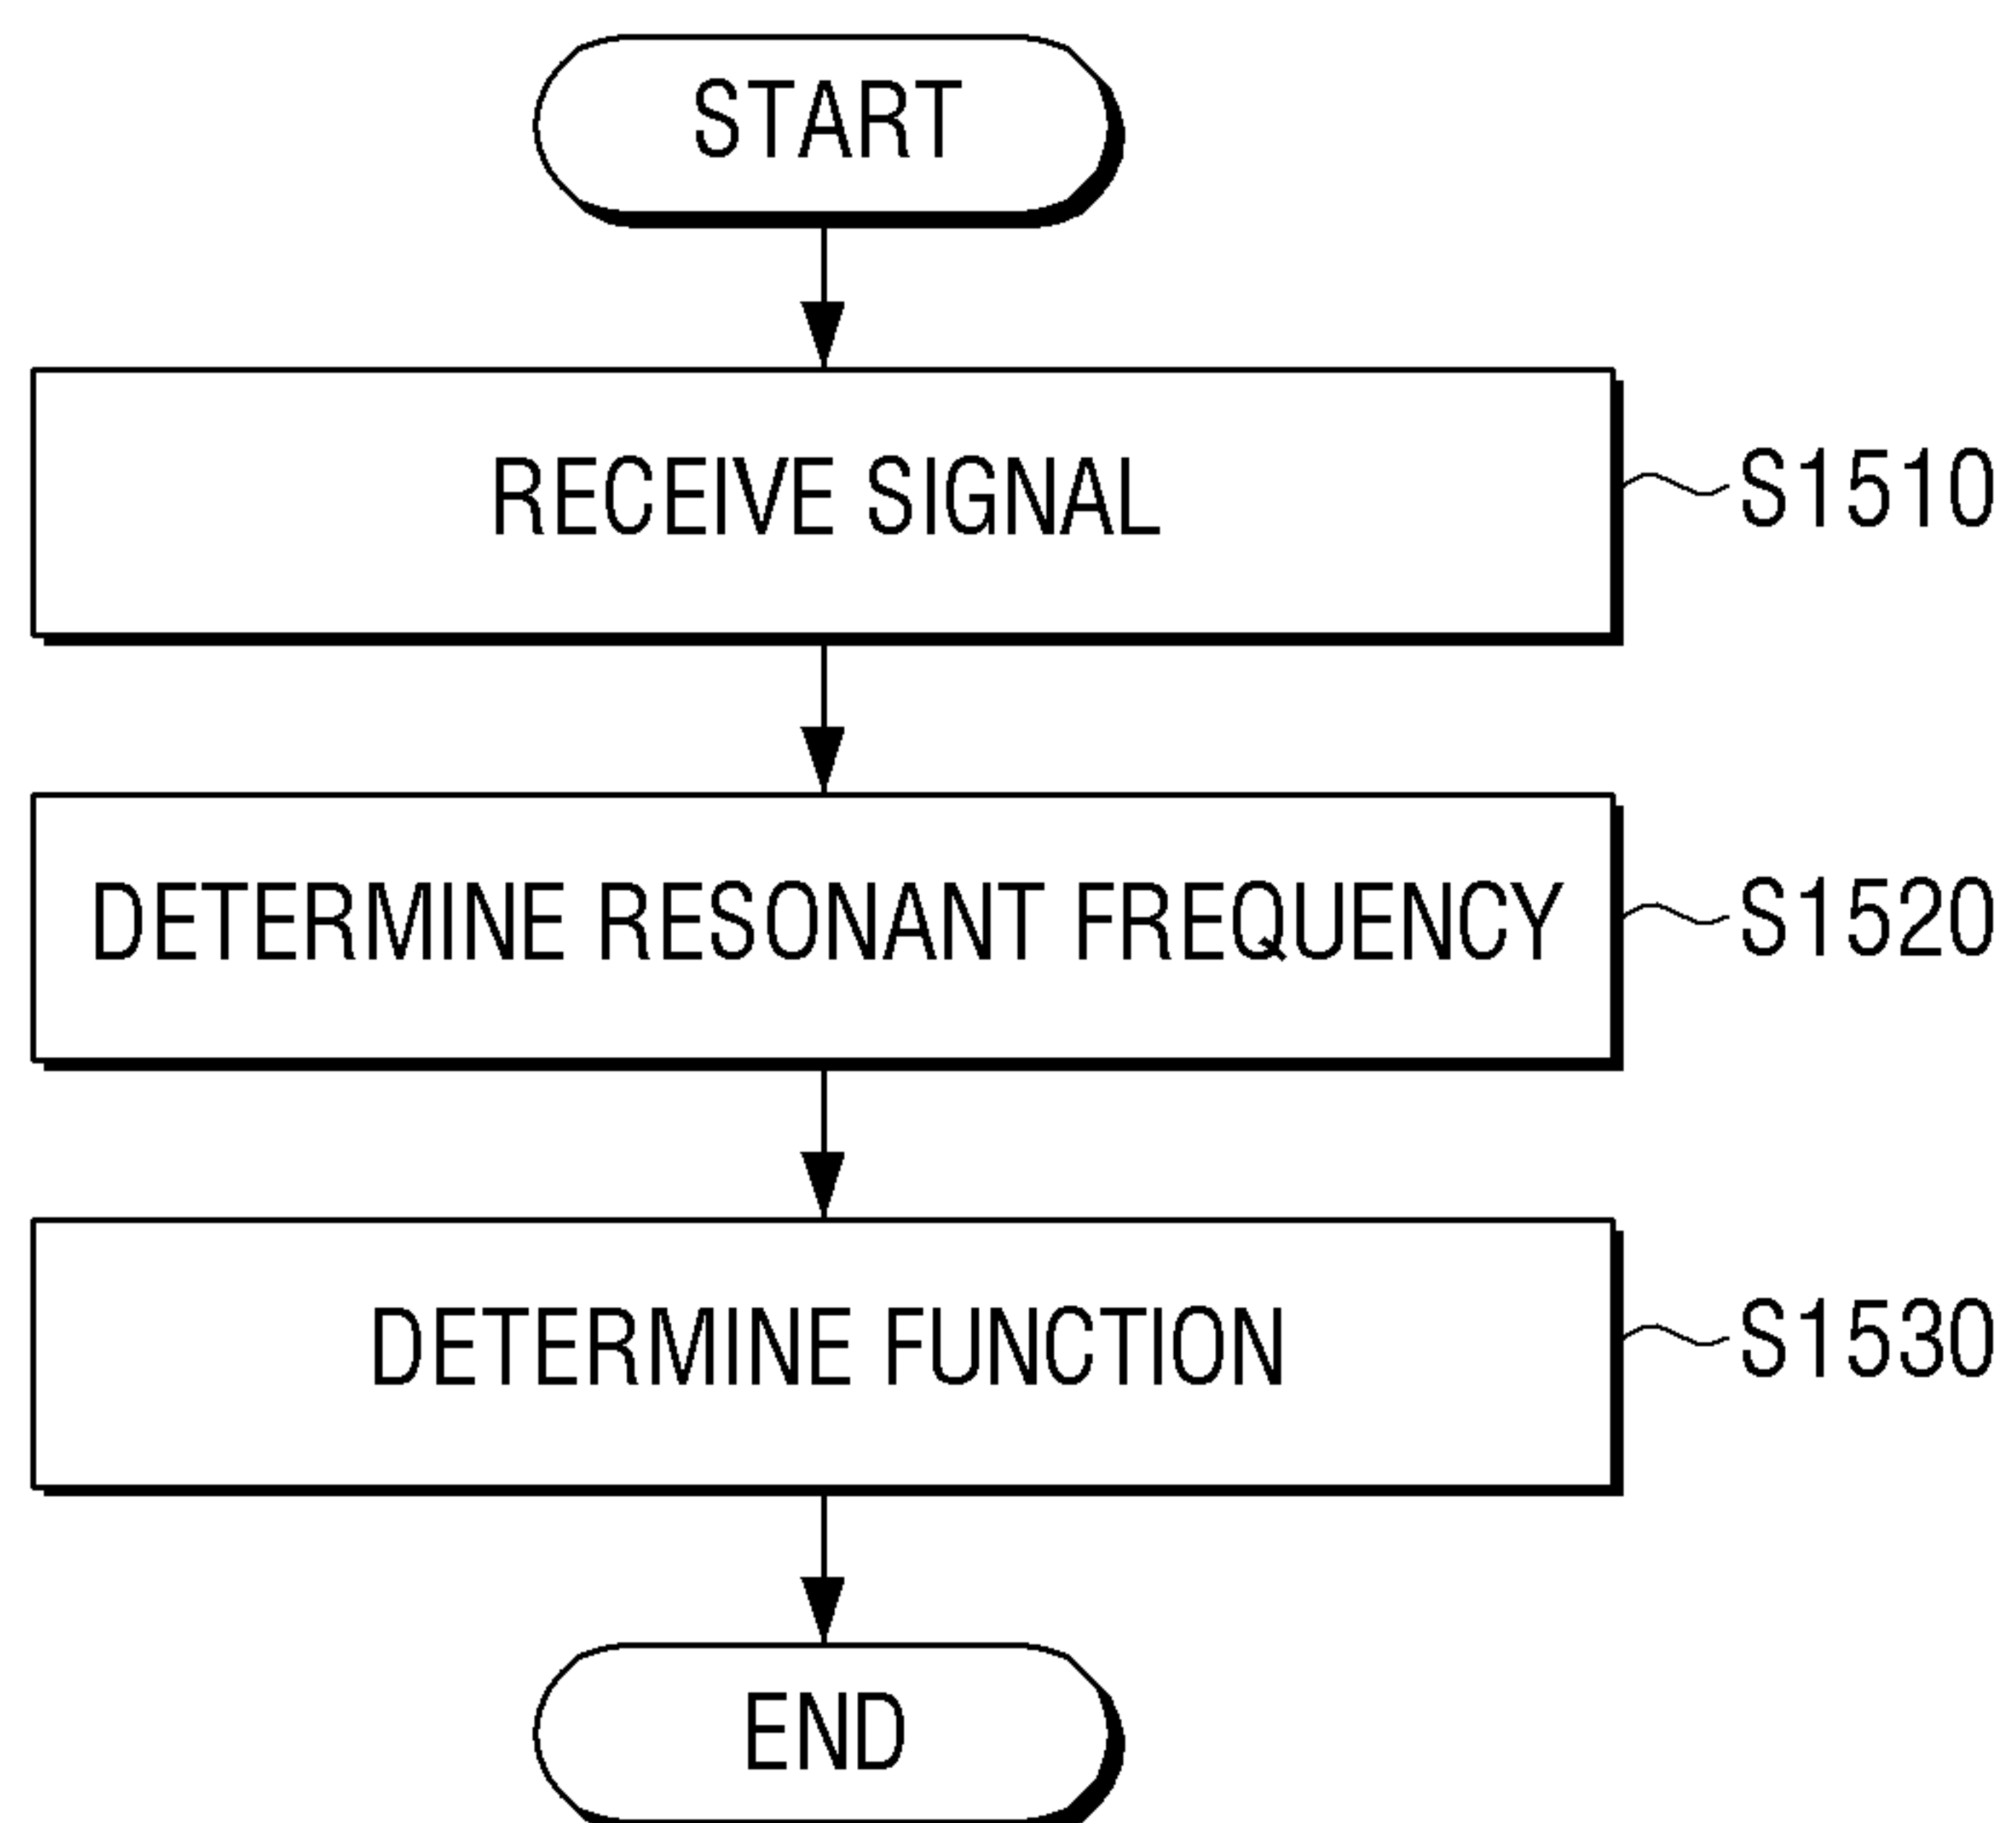 START
RECEIVE SIGNAL
S1510
DETERMINE RESONANT FREQUENCY
S1520
DETERMINE FUNCTION
S1530
END